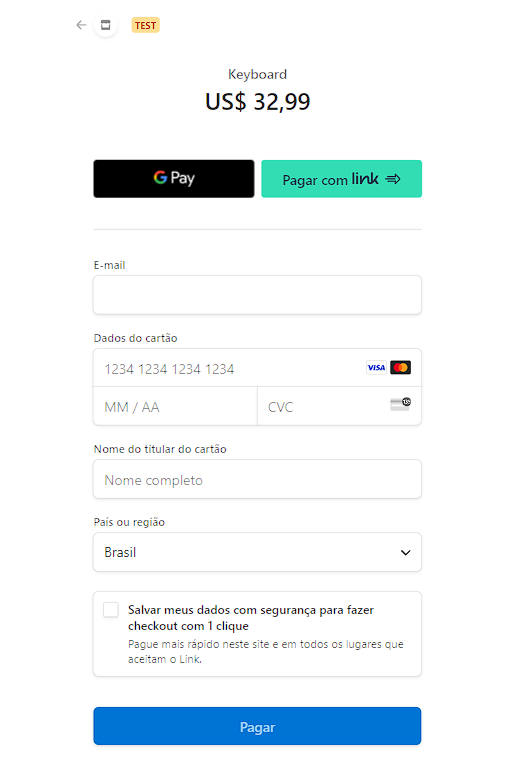 TEST
Keyboard
US$ 32,99
G Pay
Pagar com link
E-mail
Dados do cartão
1234 1234 1234 1234
VISA
MM / AA
CVC
135
Nome do titular do cartão
Nome completo
País ou região
Brasil
Salvar meus dados com segurança para fazer
checkout com 1 clique
Pague mais rápido neste site e em todos os lugares que
aceitam o Link.
Pagar